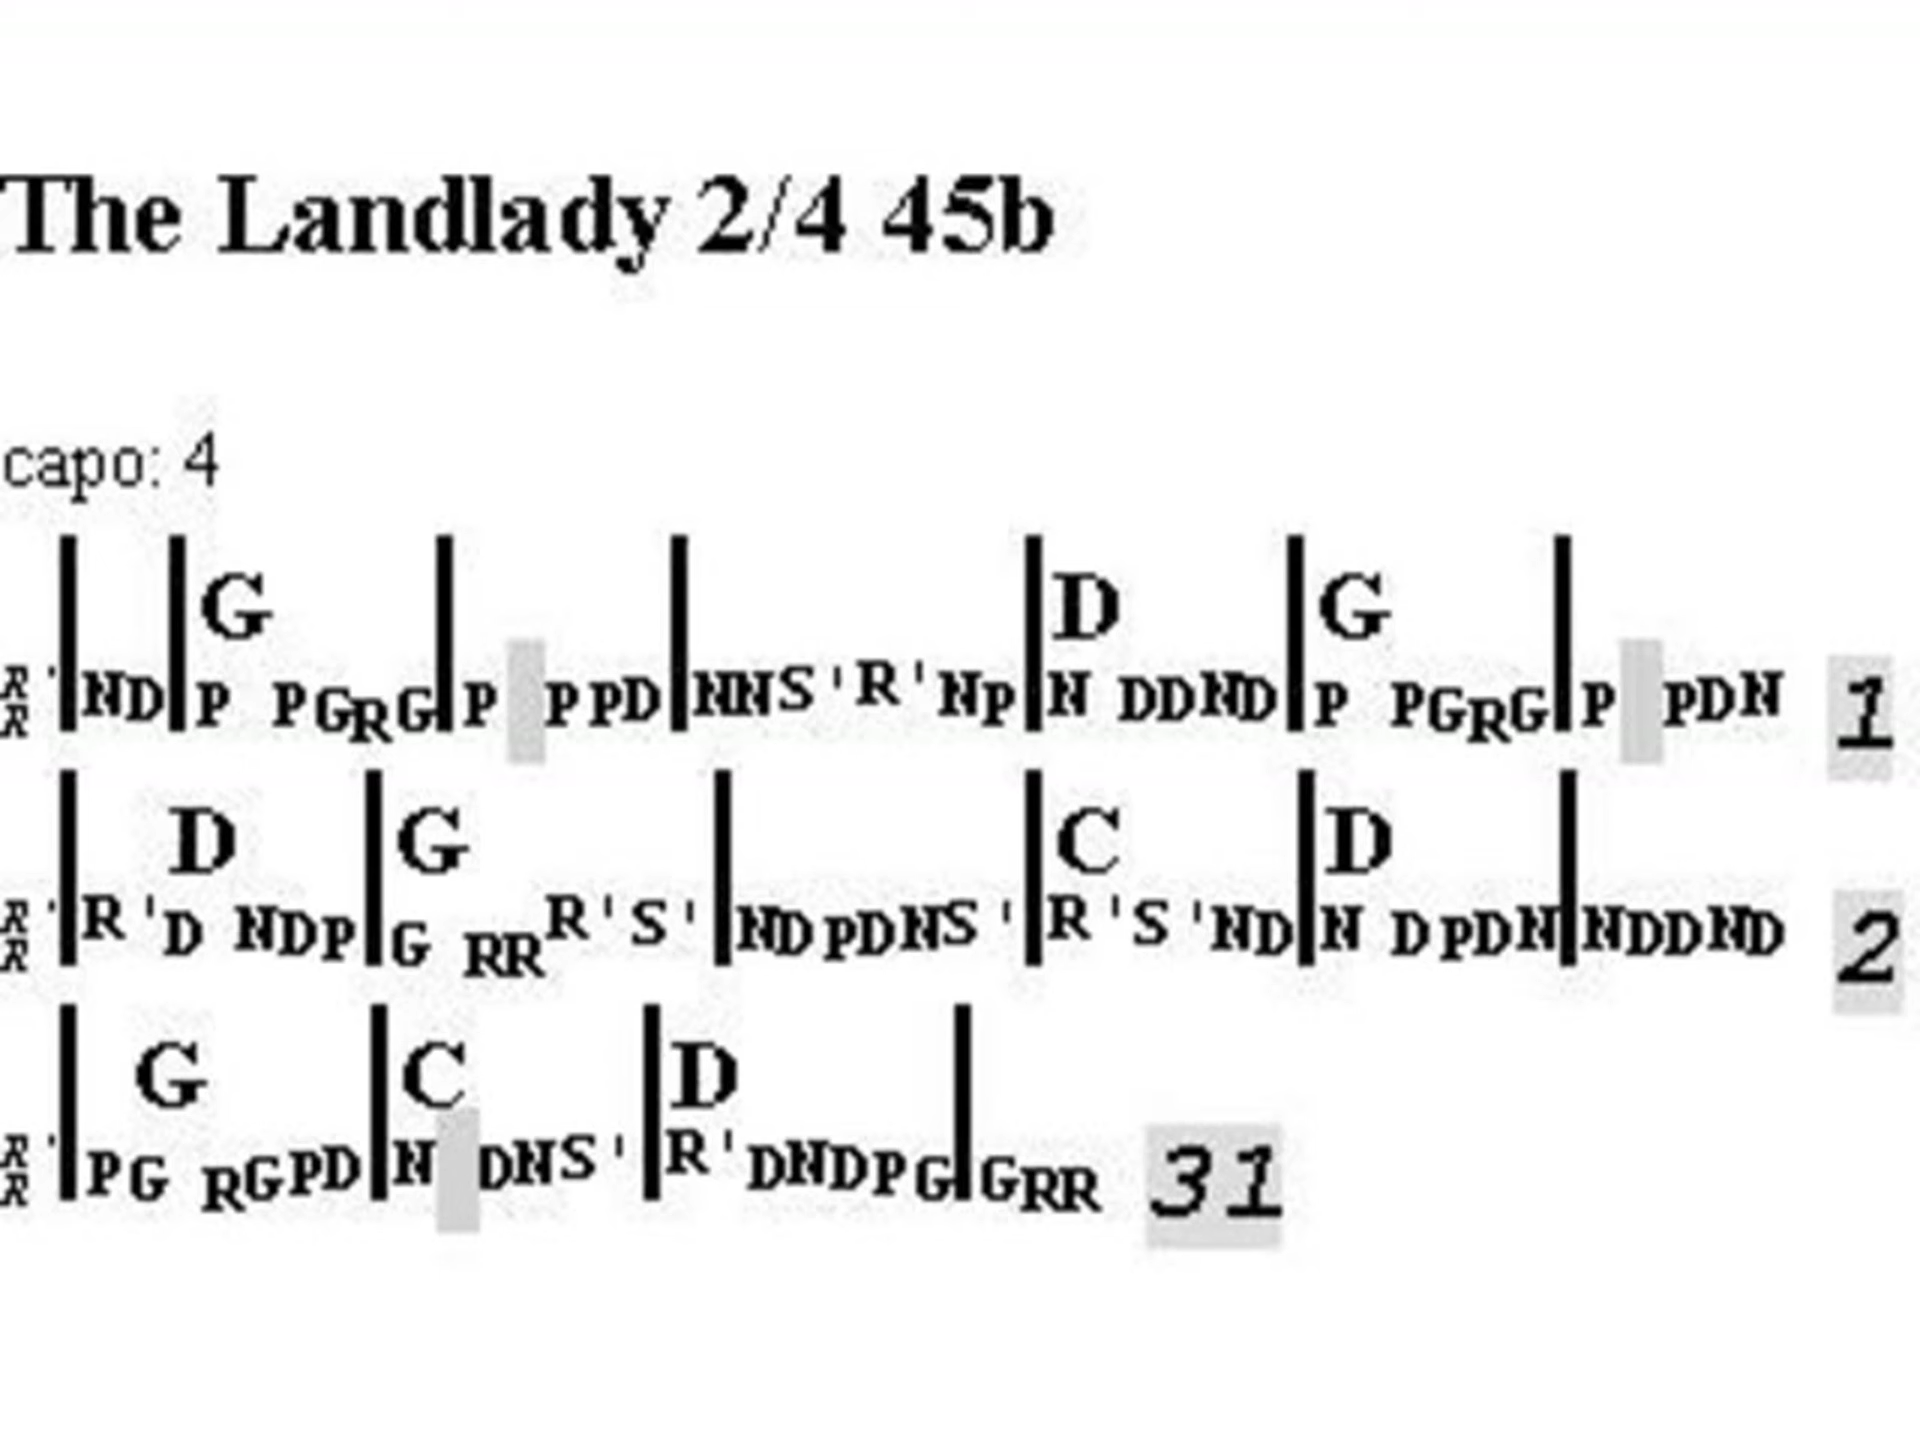 The Landlady 2/4 45b
capo: 4
G D G
R R ' | N D | P P G R G | P P P D | N N S ' R ' N P | N D D N D | P P G R G | P P D N 1
D G C D
R R ' | R ' D N D P | G R R R ' S ' | N D P D N S ' | R ' S ' N D | N D P D N | N D D N D 2
G C D
R R ' | P G R G P D | N D N S ' | R ' D N D P G | G R R 31